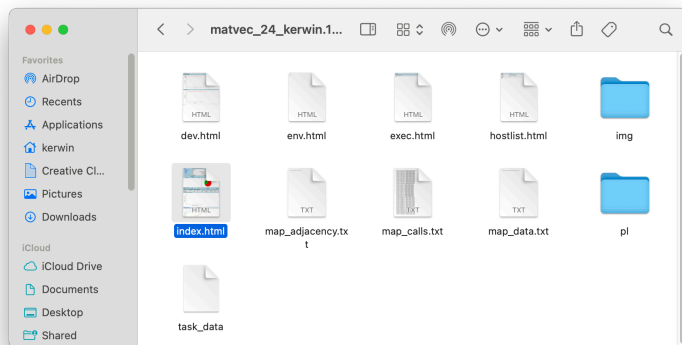 matvec_24_kerwin.1...
Favorites
AirDrop
Recents
Applications
kerwin
Creative Cl...
Pictures
Downloads
iCloud
iCloud Drive
Documents
Desktop
Shared
HTML
HTML
HTML
HTML
dev.html
env.html
exec.html
hostlist.html
img
HTML
TXT
TXT
TXT
index.html
map_adjacency.tx
t
map_calls.txt
map_data.txt
pl
task_data